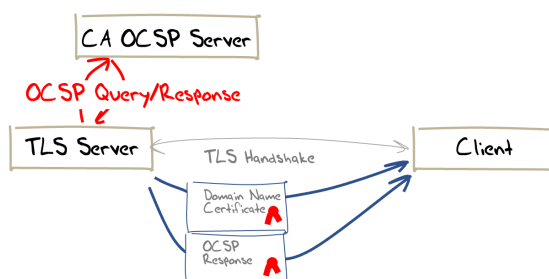 CA OCSP Server
OCSP Query/Response
TLS Server
TLS Handshake
Client
Domain Name
Certificate
OCSP
Response